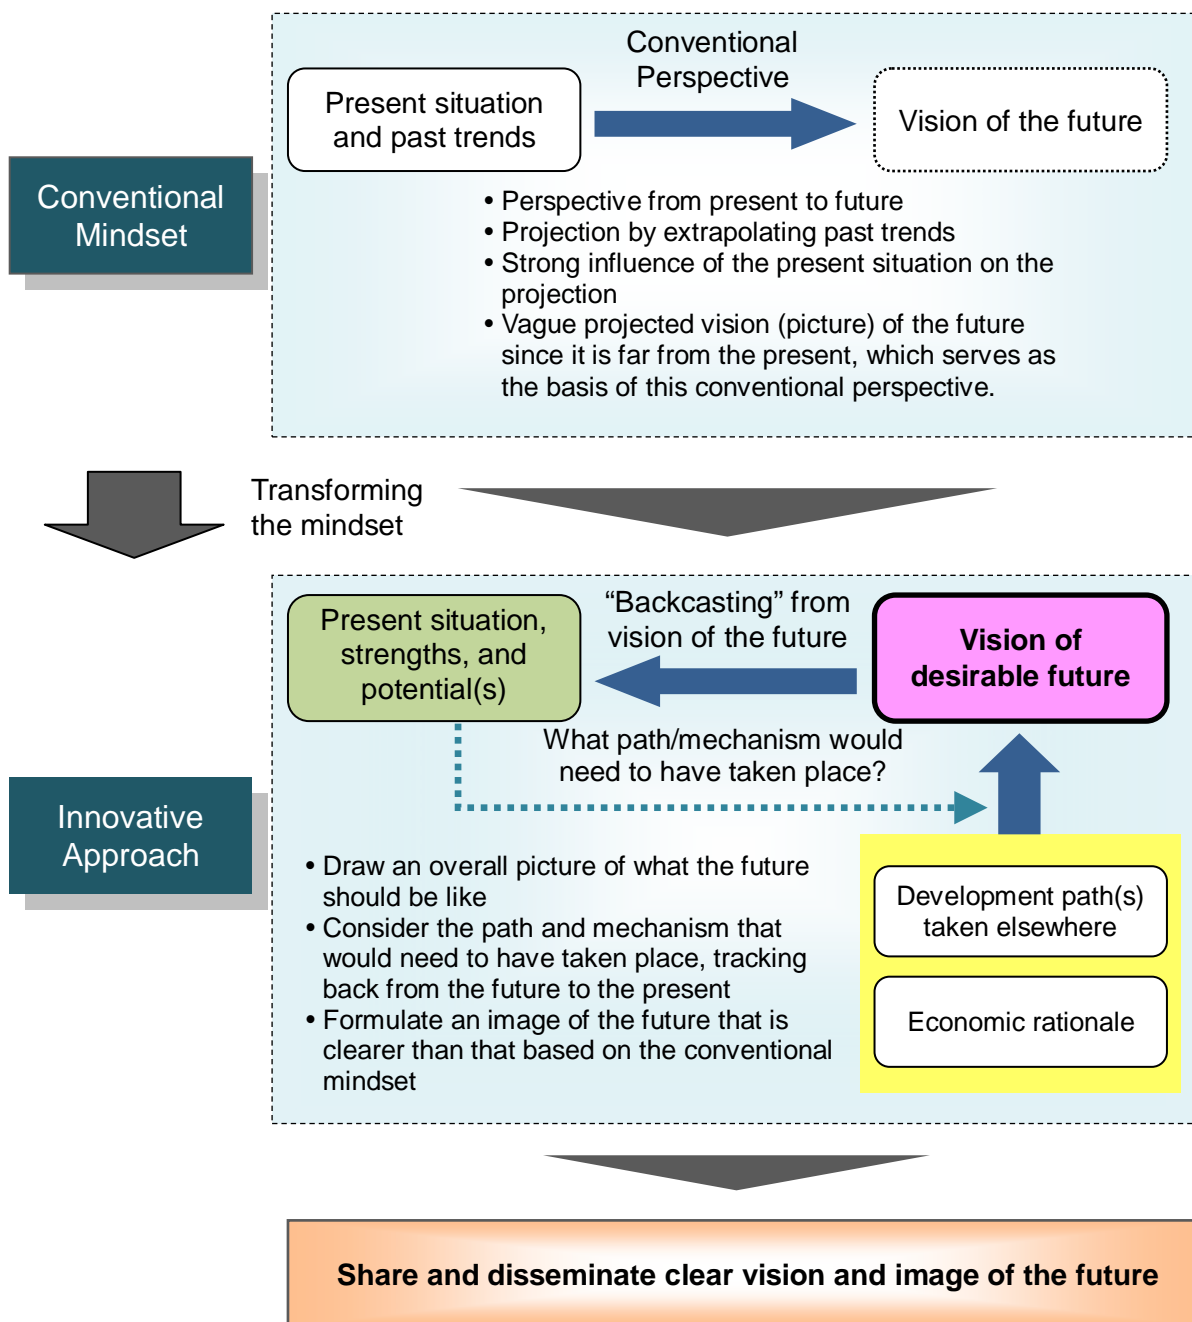 Conventional
Perspective
Present situation
and past trends
Vision of the future
Conventional
Mindset
• Perspective from present to future
• Projection by extrapolating past trends
• Strong influence of the present situation on the
projection
• Vague projected vision (picture) of the future
since it is far from the present, which serves as
the basis of this conventional perspective.
Transforming
the mindset
Present situation,
strengths, and
potential(s)
“Backcasting” from
vision of the future
Vision of
desirable future
What path/mechanism would
need to have taken place?
Innovative
Approach
• Draw an overall picture of what the future
should be like
• Consider the path and mechanism that
would need to have taken place, tracking
back from the future to the present
• Formulate an image of the future that is
clearer than that based on the conventional
mindset
Development path(s)
taken elsewhere
Economic rationale
Share and disseminate clear vision and image of the future